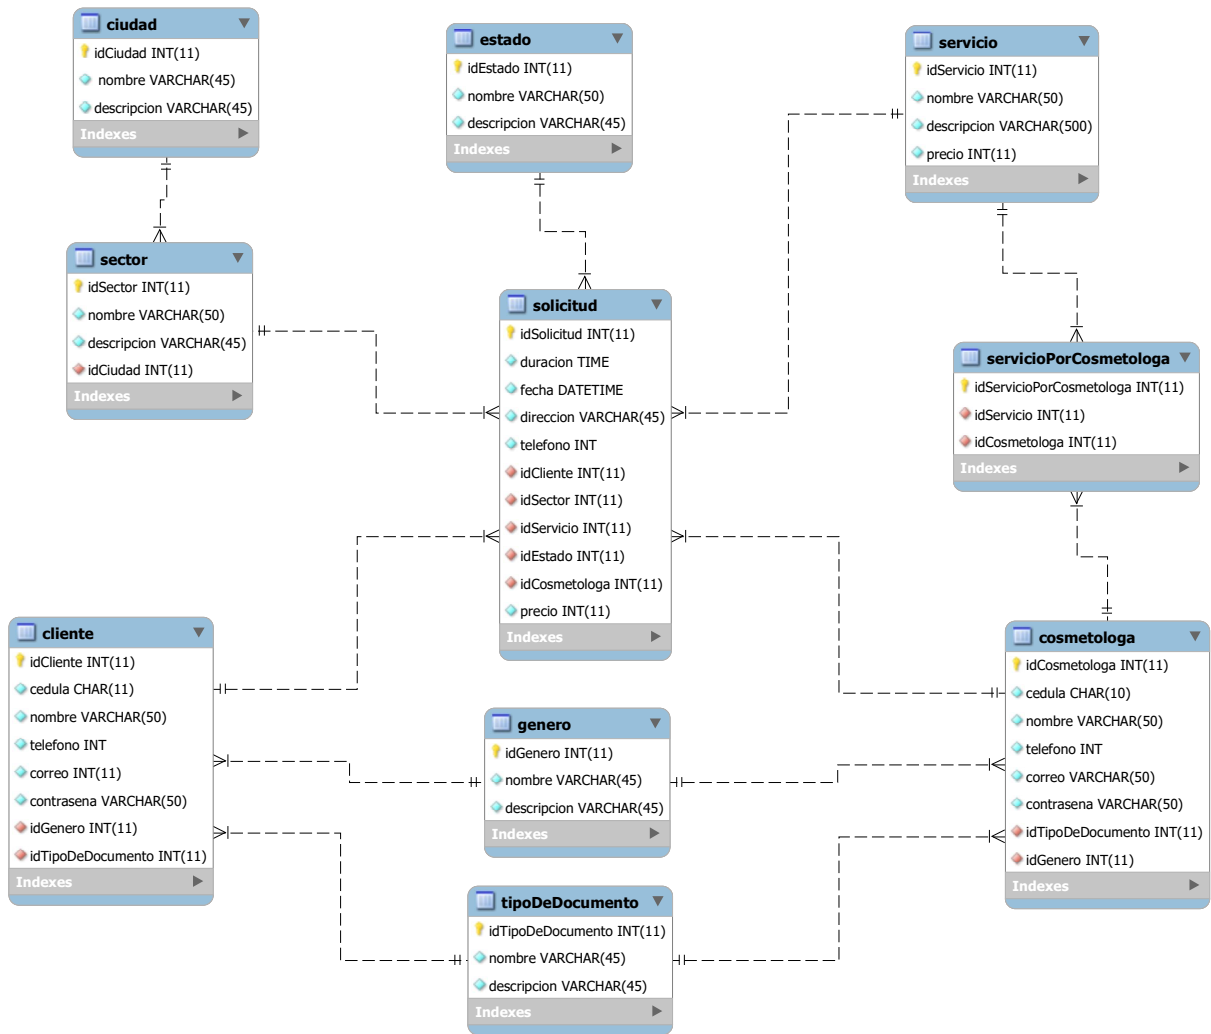 ciudad
idCiudad INT(11)
nombre VARCHAR(45)
descripcion VARCHAR(45)
Indexes
estado
idEstado INT(11)
nombre VARCHAR(50)
descripcion VARCHAR(45)
Indexes
servicio
idServicio INT(11)
nombre VARCHAR(50)
descripcion VARCHAR(500)
precio INT(11)
Indexes
sector
idSector INT(11)
nombre VARCHAR(50)
descripcion VARCHAR(45)
idCiudad INT(11)
Indexes
solicitud
idSolicitud INT(11)
duracion TIME
fecha DATETIME
direccion VARCHAR(45)
telefono INT
idCliente INT(11)
idSector INT(11)
idServicio INT(11)
idEstado INT(11)
idCosmetologa INT(11)
precio INT(11)
Indexes
servicioPorCosmetologa
idServicioPorCosmetologa INT(11)
idServicio INT(11)
idCosmetologa INT(11)
Indexes
cliente
idCliente INT(11)
cedula CHAR(11)
nombre VARCHAR(50)
telefono INT
correo INT(11)
contrasena VARCHAR(50)
idGenero INT(11)
idTipoDeDocumento INT(11)
Indexes
genero
idGenero INT(11)
nombre VARCHAR(45)
descripcion VARCHAR(45)
Indexes
cosmetologa
idCosmetologa INT(11)
cedula CHAR(10)
nombre VARCHAR(50)
telefono INT
correo VARCHAR(50)
contrasena VARCHAR(50)
idTipoDeDocumento INT(11)
idGenero INT(11)
Indexes
tipoDeDocumento
idTipoDeDocumento INT(11)
nombre VARCHAR(45)
descripcion VARCHAR(45)
Indexes